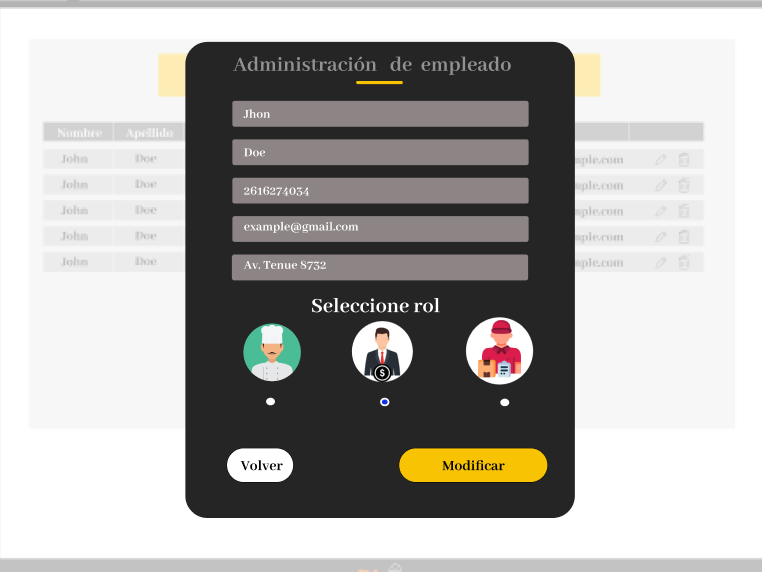 Administración de empleado
Jhon
Doe
2616274034
example@gmail.com
Av. Tenue 8732
Seleccione rol
$
Volver
Modificar
Nombre Apellido
John Doe mple.com
John Doe mple.com
John Doe mple.com
John Doe mple.com
John Doe mple.com